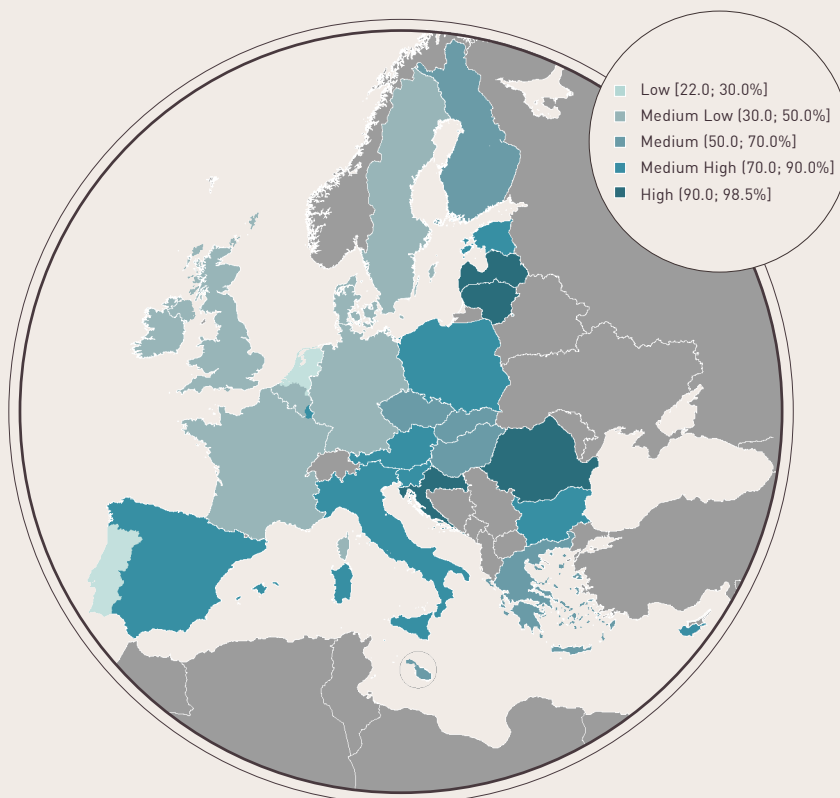 Low [22.0; 30.0%]
Medium Low (30.0; 50.0%]
Medium (50.0; 70.0%]
Medium High (70.0; 90.0%]
High (90.0; 98.5%]